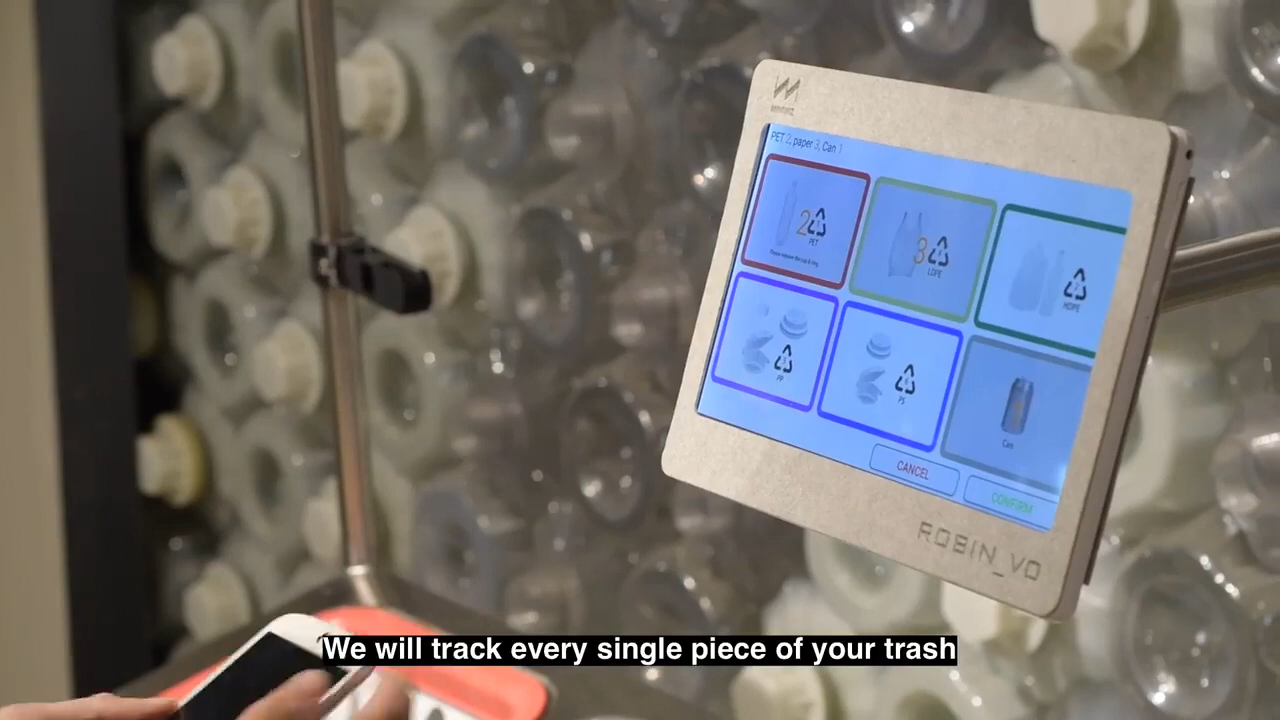 PET 2, paper 3, Can 1
2
PET
3
LDPE
HDPE
PP
PS
Can
CANCEL
CONFIRM
ROBIN_V0
We will track every single piece of your trash